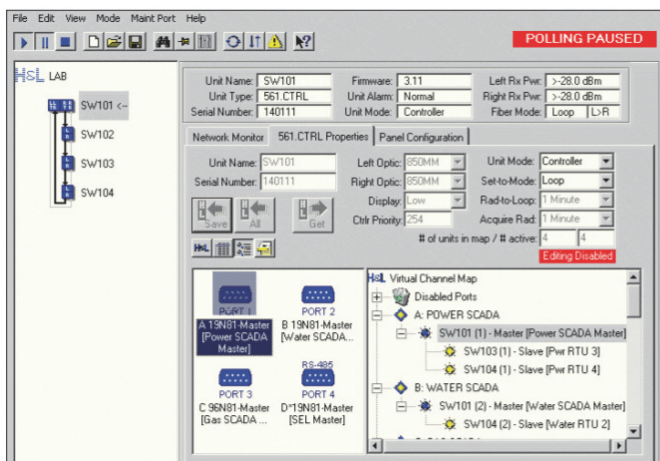 File Edit View Mode Maint Port Help
POLLING PAUSED
H&L LAB
SW101 <-
SW102
SW103
SW104
Unit Name: SW101 Firmware: 3.11 Left Rx Pwr: >-28.0 dBm
Unit Type: 561.CTRL Unit Alarm: Normal Right Rx Pwr: >-28.0 dBm
Serial Number: 140111 Unit Mode: Controller Fiber Mode: Loop L>R
Network Monitor 561.CTRL Properties Panel Configuration
Unit Name: SW101 Left Optic: 850MM Unit Mode: Controller
Serial Number: 140111 Right Optic: 850MM Set-to-Mode: Loop
Display: Low Rad-to-Loop: 1 Minute
Save All Get Ctlr Priority: 254 Acquire Rad: 1 Minute
# of units in map / # active: 4 4
Editing Disabled
H&L
PORT 1 PORT 2
A 19N81-Master B 19N81-Master
[Power SCADA [Water SCADA...
Master]
RS-485
PORT 3 PORT 4
C 96N81-Master D*19N81-Master
[Gas SCADA ... [SEL Master]
H&L Virtual Channel Map
Disabled Ports
A: POWER SCADA
SW101 (1) - Master [Power SCADA Master]
SW103 (1) - Slave [Pwr RTU 3]
SW104 (1) - Slave [Pwr RTU 4]
B: WATER SCADA
SW101 (2) - Master [Water SCADA Master]
SW104 (2) - Slave [Water RTU 2]